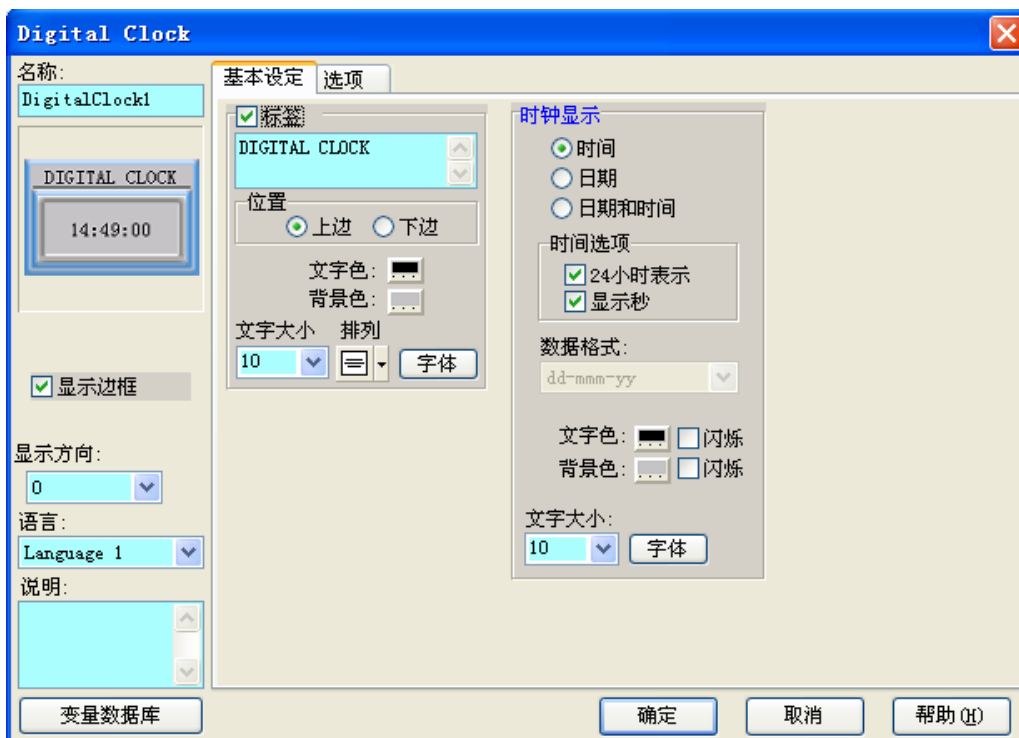 Digital Clock
名称:
DigitalClock1
DIGITAL CLOCK
14:49:00
显示边框
显示方向:
0
语言:
Language 1
说明:
变量数据库
基本设定
选项
标签
DIGITAL CLOCK
位置
上边
下边
文字色:
...
背景色:
...
文字大小
排列
10
字体
时钟显示
时间
日期
日期和时间
时间选项
24小时表示
显示秒
数据格式:
dd-mmm-yy
文字色:
...
闪烁
背景色:
...
闪烁
文字大小:
10
字体
确定
取消
帮助(H)